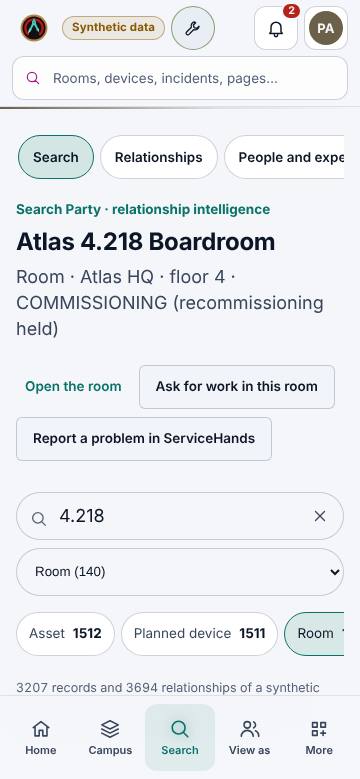 Synthetic data
2
PA
Rooms, devices, incidents, pages...
Search
Relationships
People and expe
Search Party · relationship intelligence
Atlas 4.218 Boardroom
Room · Atlas HQ · floor 4 ·
COMMISSIONING (recommissioning
held)
Open the room
Ask for work in this room
Report a problem in ServiceHands
4.218
Room (140)
Asset 1512
Planned device 1511
Room
3207 records and 3694 relationships of a synthetic
Home
Campus
Search
View as
More